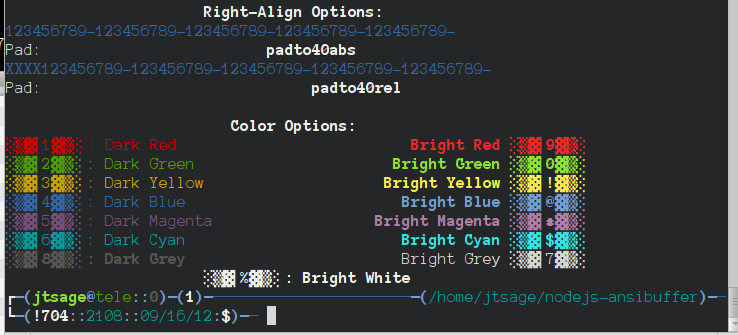 Right-Align Options:
123456789-123456789-123456789-123456789-123456789-
Pad: padto40abs
XXXX123456789-123456789-123456789-123456789-123456789-
Pad: padto40rel
Color Options:
░▒▓ 1▓▒░: Dark Red Bright Red ░▒▓ 9▓▒░
░▒▓ 2▓▒░: Dark Green Bright Green ░▒▓ 0▓▒░
░▒▓ 3▓▒░: Dark Yellow Bright Yellow ░▒▓ !▓▒░
░▒▓ 4▓▒░: Dark Blue Bright Blue ░▒▓ @▓▒░
░▒▓ 5▓▒░: Dark Magenta Bright Magenta ░▒▓ #▓▒░
░▒▓ 6▓▒░: Dark Cyan Bright Cyan ░▒▓ $▓▒░
░▒▓ 8▓▒░: Dark Grey Bright Grey ░▒▓ 7▓▒░
░▒▓ %▓▒░: Bright White
┌─(jtsage@tele::0)─(1)─(/home/jtsage/nodejs-ansibuffer)─
└─(!704::2108::09/16/12:$)──